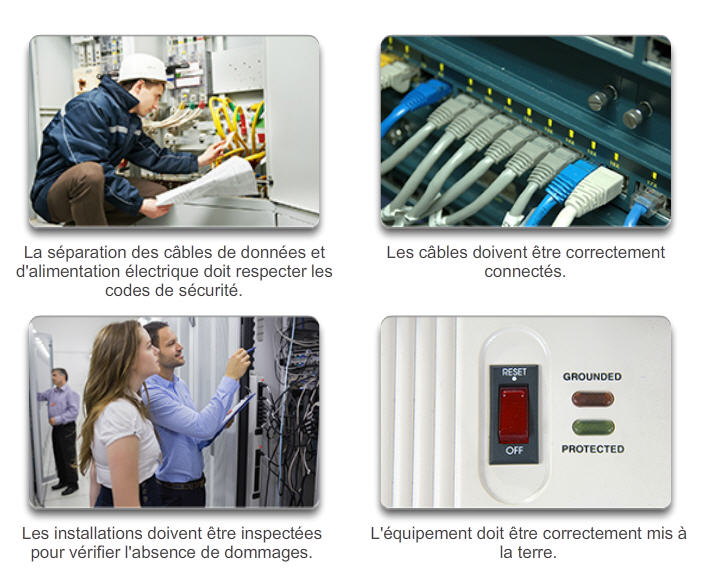 La séparation des câbles de données et
d'alimentation électrique doit respecter les
codes de sécurité.
Les câbles doivent être correctement
connectés.
Les installations doivent être inspectées
pour vérifier l'absence de dommages.
RESET
OFF
GROUNDED
PROTECTED
L'équipement doit être correctement mis à
la terre.